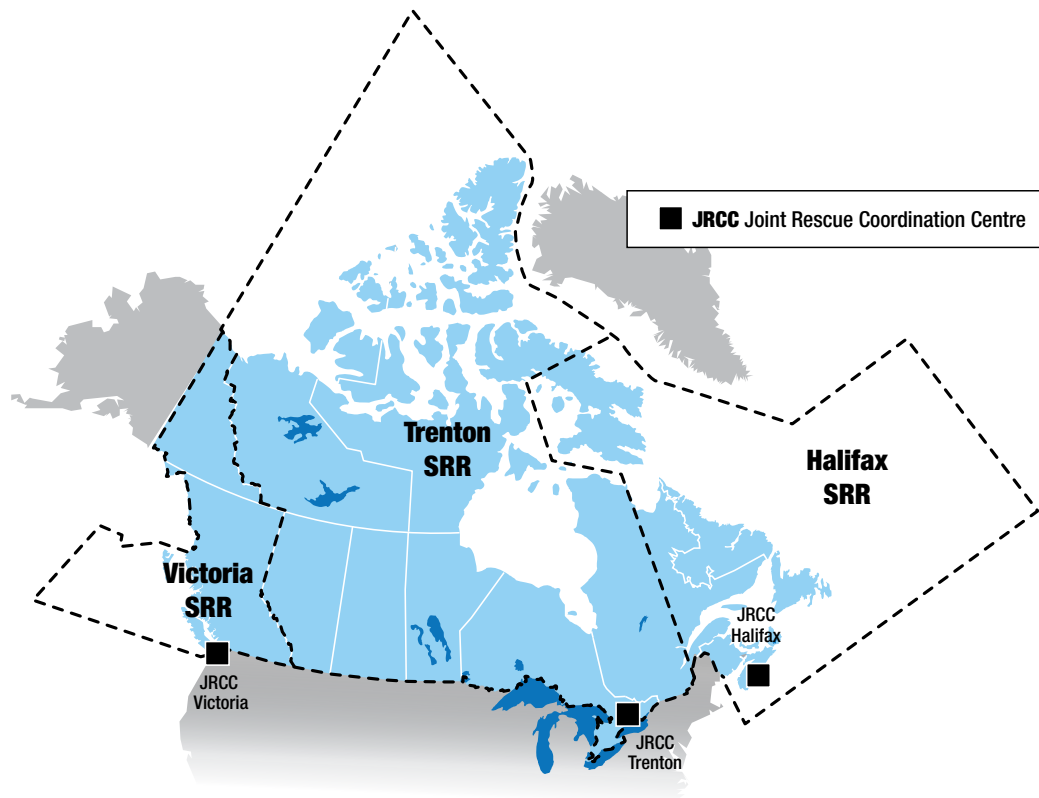 JRCC Joint Rescue Coordination Centre
Trenton
SRR
Halifax
SRR
Victoria
SRR
JRCC
Halifax
JRCC
Victoria
JRCC
Trenton